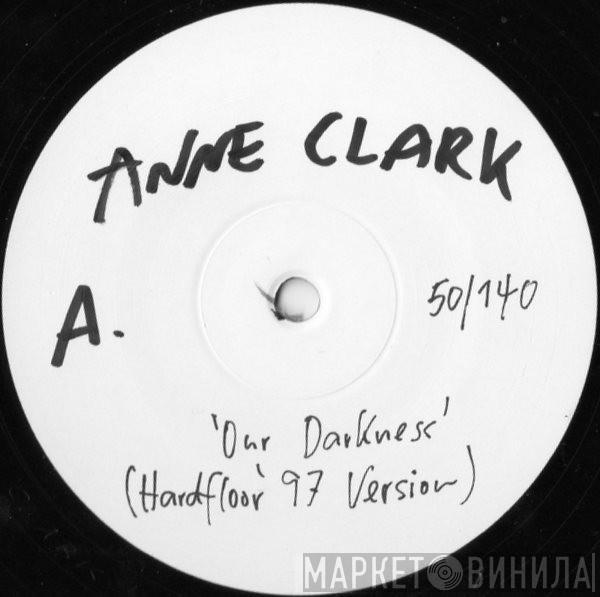 ANNE CLARK
A.
50/140
'Our Darkness'
(Hardfloor '97 Version)
МАРКЕТ ВИНИЛА